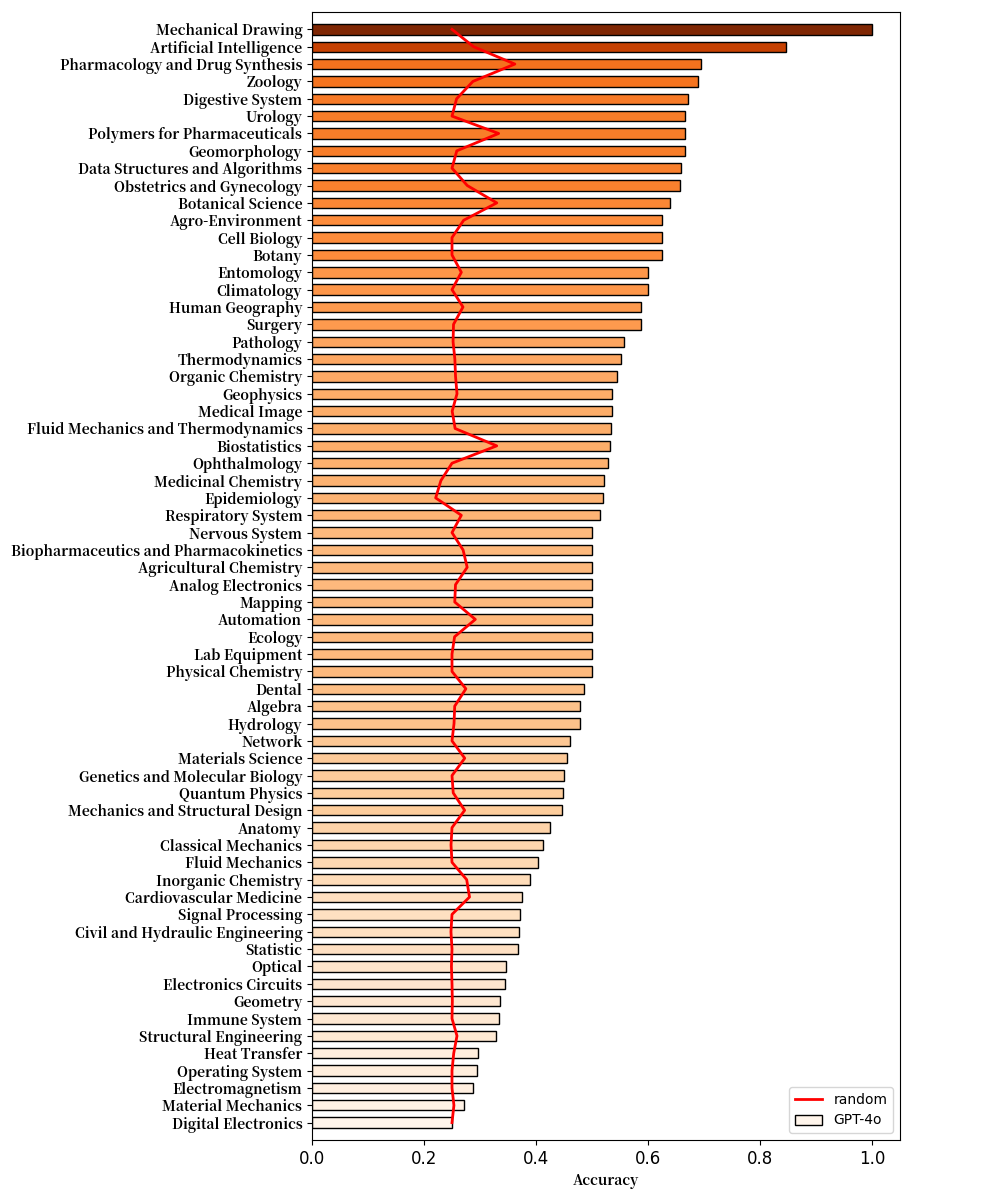 Mechanical Drawing
Artificial Intelligence
Pharmacology and Drug Synthesis
Zoology
Digestive System
Urology
Polymers for Pharmaceuticals
Geomorphology
Data Structures and Algorithms
Obstetrics and Gynecology
Botanical Science
Agro-Environment
Cell Biology
Botany
Entomology
Climatology
Human Geography
Surgery
Pathology
Thermodynamics
Organic Chemistry
Geophysics
Medical Image
Fluid Mechanics and Thermodynamics
Biostatistics
Ophthalmology
Medicinal Chemistry
Epidemiology
Respiratory System
Nervous System
Biopharmaceutics and Pharmacokinetics
Agricultural Chemistry
Analog Electronics
Mapping
Automation
Ecology
Lab Equipment
Physical Chemistry
Dental
Algebra
Hydrology
Network
Materials Science
Genetics and Molecular Biology
Quantum Physics
Mechanics and Structural Design
Anatomy
Classical Mechanics
Fluid Mechanics
Inorganic Chemistry
Cardiovascular Medicine
Signal Processing
Civil and Hydraulic Engineering
Statistic
Optical
Electronics Circuits
Geometry
Immune System
Structural Engineering
Heat Transfer
Operating System
Electromagnetism
Material Mechanics
Digital Electronics
random
GPT-4o
0.0 0.2 0.4 0.6 0.8 1.0
Accuracy